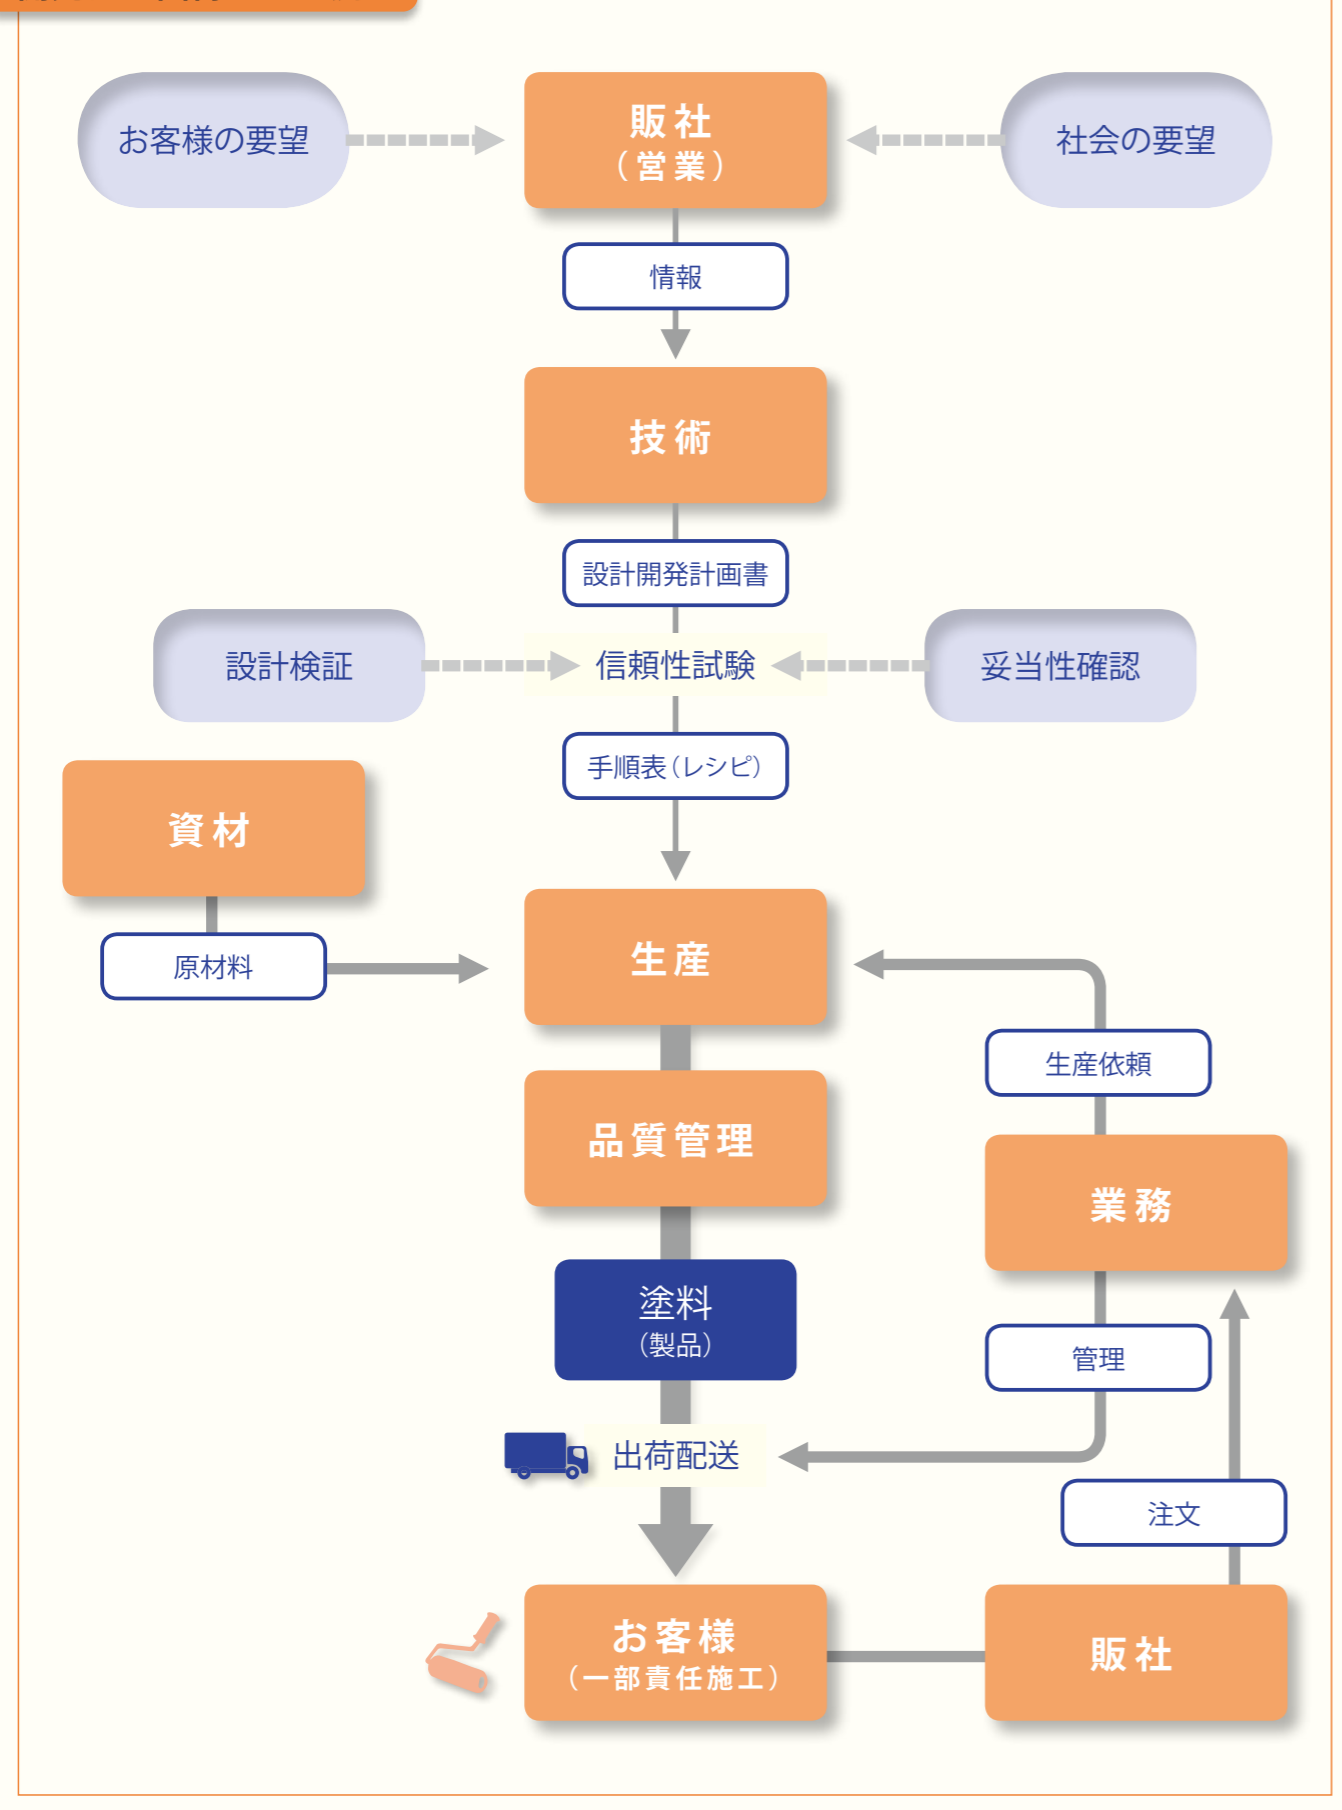 お客様の要望
販社
（営業）
社会の要望
情報
技術
設計開発計画書
設計検証
信頼性試験
妥当性確認
手順表（レシピ）
資材
原材料
生産
生産依頼
品質管理
業務
塗料
（製品）
管理
出荷配送
注文
お客様
（一部責任施工）
販社